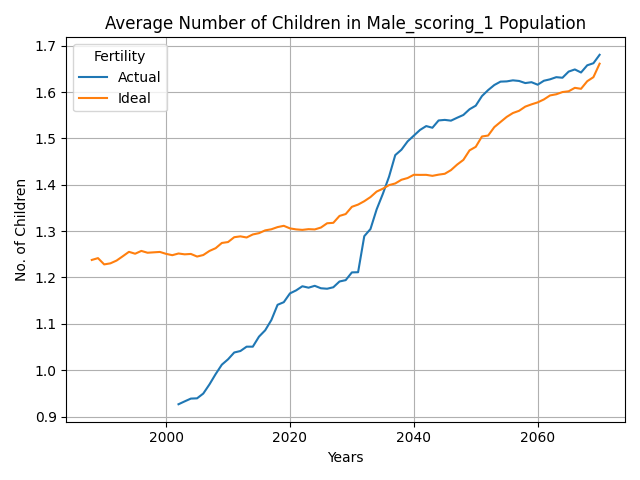 Average Number of Children in Male_scoring_1 Population
Fertility
Actual
Ideal
No. of Children
1.7
1.6
1.5
1.4
1.3
1.2
1.1
1.0
0.9
2000
2020
2040
2060
Years